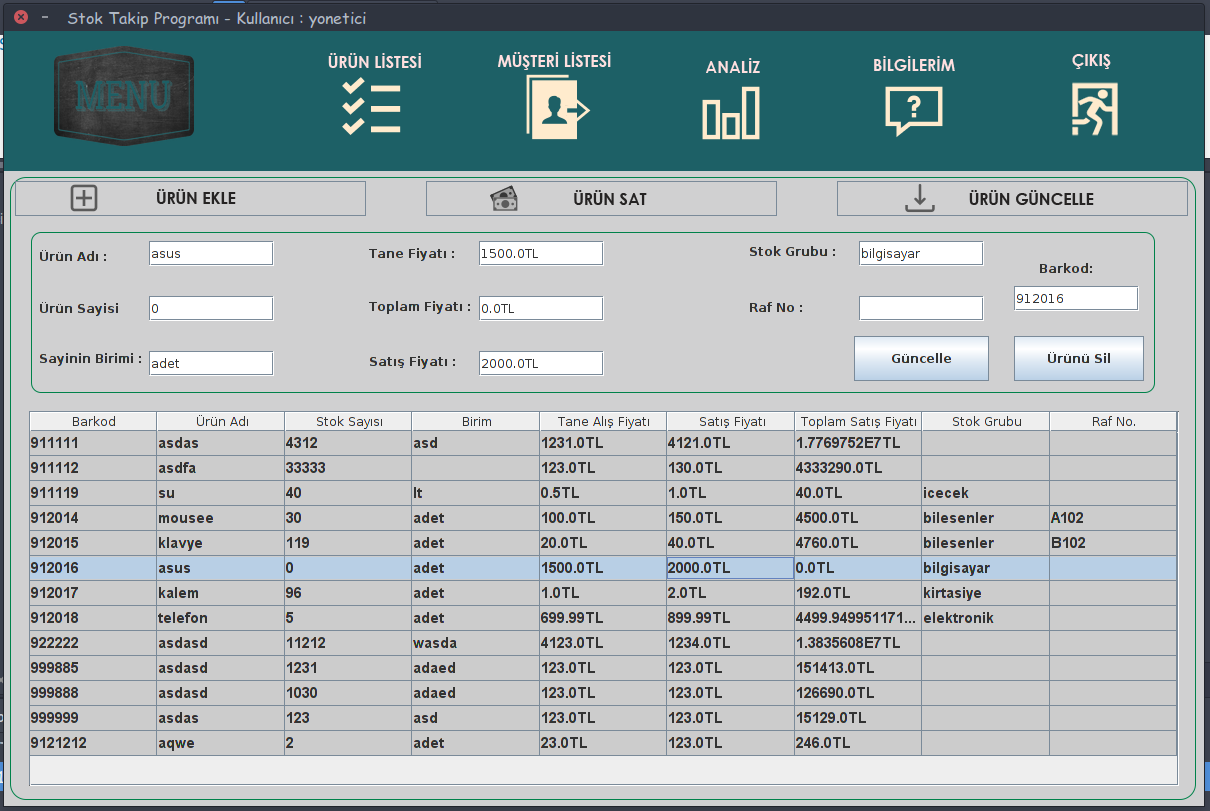 Stok Takip Programı - Kullanıcı : yonetici
MENU
ÜRÜN LİSTESİ
MÜŞTERİ LİSTESİ
ANALİZ
BİLGİLERİM
ÇIKIŞ
?
ÜRÜN EKLE
ÜRÜN SAT
ÜRÜN GÜNCELLE
Ürün Adı : asus
Tane Fiyatı : 1500.0TL
Stok Grubu : bilgisayar
Barkod:
912016
Ürün Sayisi 0
Toplam Fiyatı : 0.0TL
Raf No :
Sayinin Birimi : adet
Satış Fiyatı : 2000.0TL
Güncelle
Ürünü Sil
Barkod Ürün Adı Stok Sayısı Birim Tane Alış Fiyatı Satış Fiyatı Toplam Satış Fiyatı Stok Grubu Raf No.
911111 asdas 4312 asd 1231.0TL 4121.0TL 1.7769752E7TL
911112 asdfa 33333 123.0TL 130.0TL 4333290.0TL
911119 su 40 lt 0.5TL 1.0TL 40.0TL icecek
912014 mousee 30 adet 100.0TL 150.0TL 4500.0TL bilesenler A102
912015 klavye 119 adet 20.0TL 40.0TL 4760.0TL bilesenler B102
912016 asus 0 adet 1500.0TL 2000.0TL 0.0TL bilgisayar
912017 kalem 96 adet 1.0TL 2.0TL 192.0TL kirtasiye
912018 telefon 5 adet 699.99TL 899.99TL 4499.949951171... elektronik
922222 asdasd 11212 wasda 4123.0TL 1234.0TL 1.3835608E7TL
999885 asdasd 1231 adaed 123.0TL 123.0TL 151413.0TL
999888 asdasd 1030 adaed 123.0TL 123.0TL 126690.0TL
999999 asdas 123 asd 123.0TL 123.0TL 15129.0TL
9121212 aqwe 2 adet 23.0TL 123.0TL 246.0TL